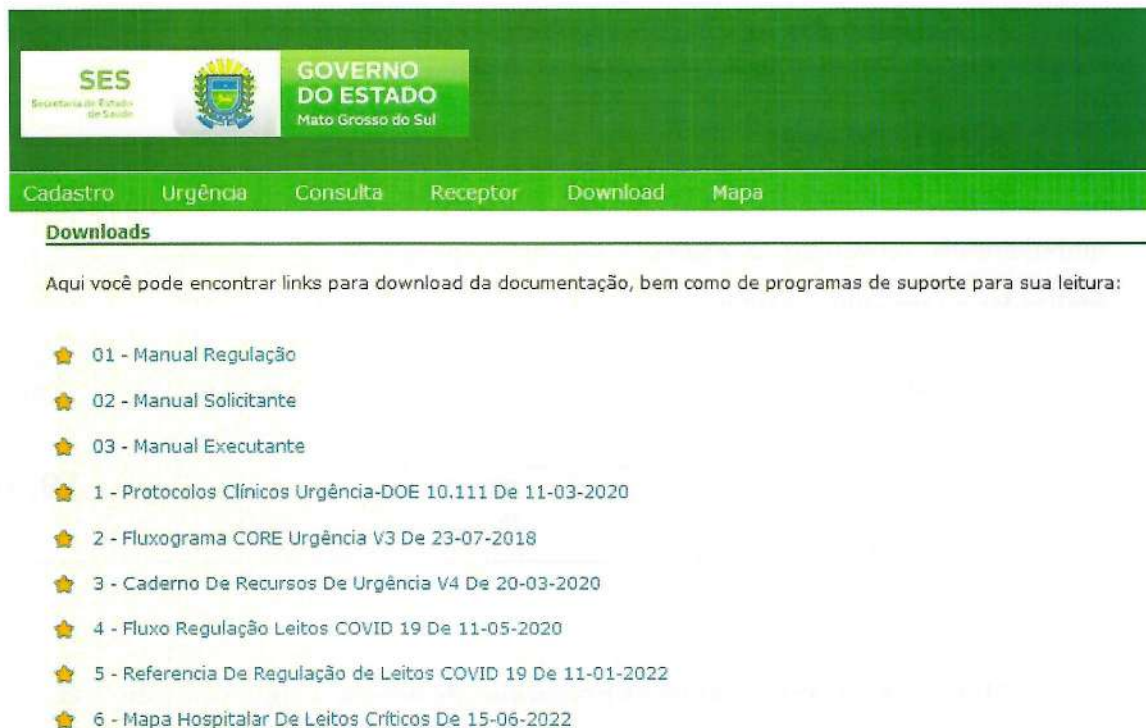 SES
Secretaria de Estado
de Saúde
GOVERNO
DO ESTADO
Mato Grosso do Sul
Cadastro Urgência Consulta Receptor Download Mapa
Downloads
Aqui você pode encontrar links para download da documentação, bem como de programas de suporte para sua leitura:
01 - Manual Regulação
02 - Manual Solicitante
03 - Manual Executante
1 - Protocolos Clínicos Urgência-DOE 10.111 De 11-03-2020
2 - Fluxograma CORE Urgência V3 De 23-07-2018
3 - Caderno De Recursos De Urgência V4 De 20-03-2020
4 - Fluxo Regulação Leitos COVID 19 De 11-05-2020
5 - Referencia De Regulação de Leitos COVID 19 De 11-01-2022
6 - Mapa Hospitalar De Leitos Críticos De 15-06-2022